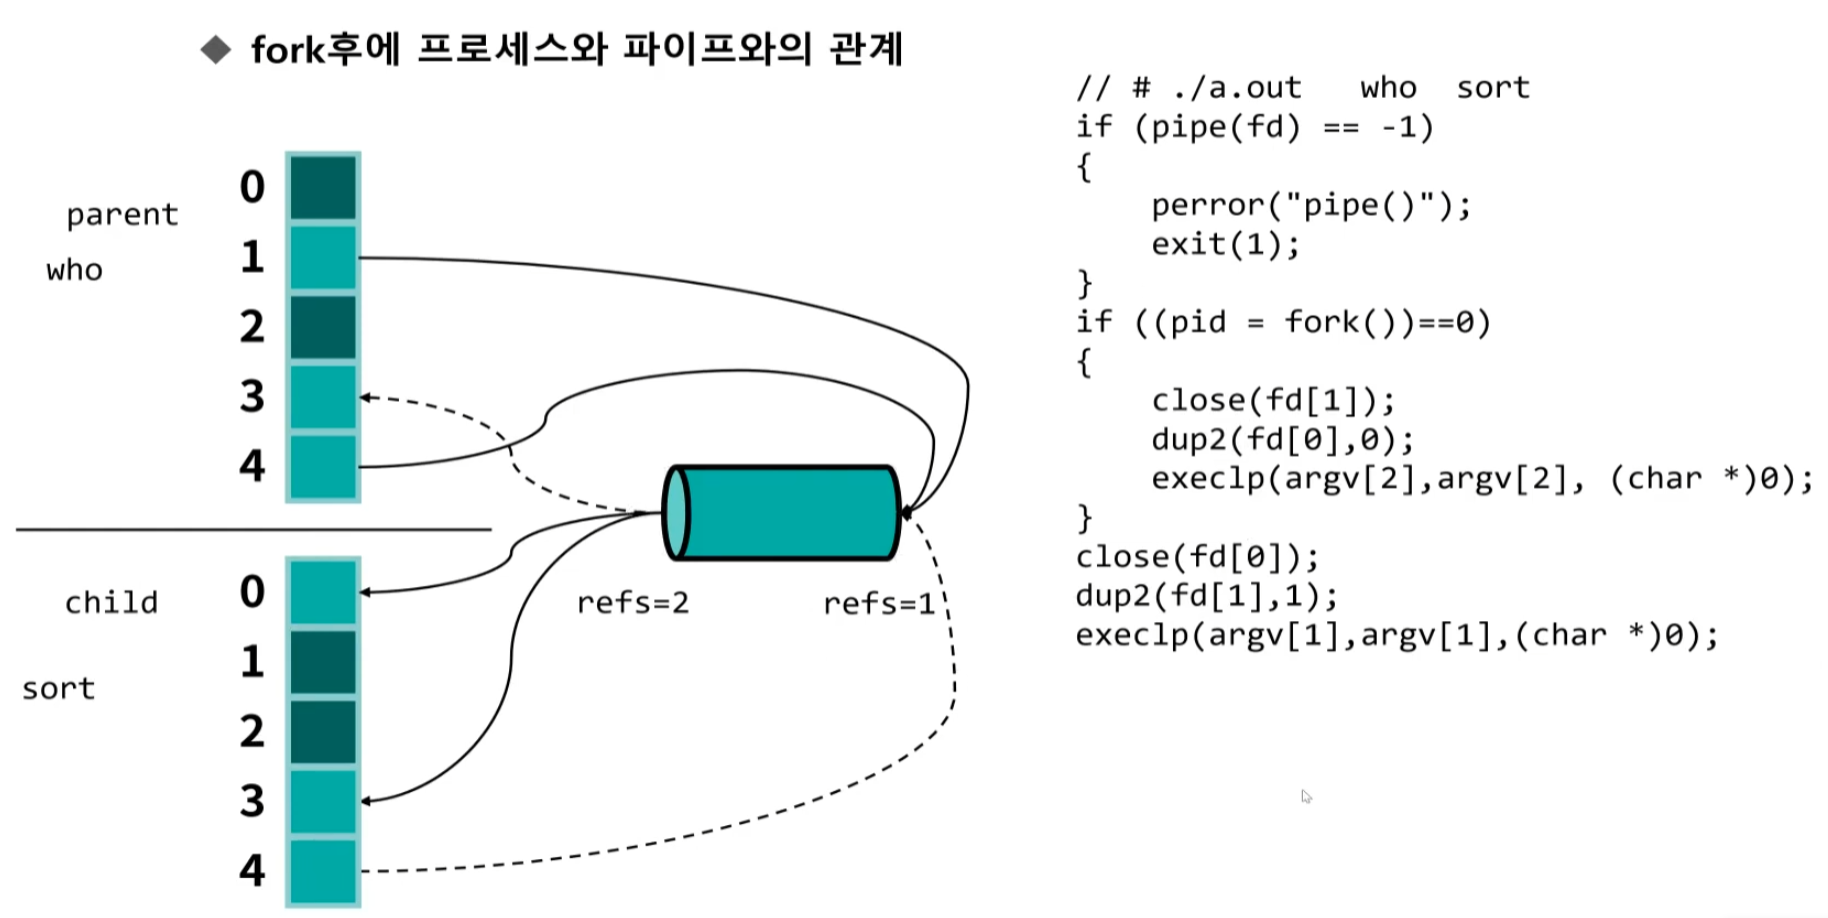 ◆ fork후에 프로세스와 파이프와의 관계
parent
who
0
1
2
3
4
child
sort
0
1
2
3
4
refs=2
refs=1
// # ./a.out   who  sort
if (pipe(fd) == -1)
{
    perror("pipe()");
    exit(1);
}
if ((pid = fork())==0)
{
    close(fd[1]);
    dup2(fd[0],0);
    execlp(argv[2],argv[2], (char *)0);
}
close(fd[0]);
dup2(fd[1],1);
execlp(argv[1],argv[1],(char *)0);